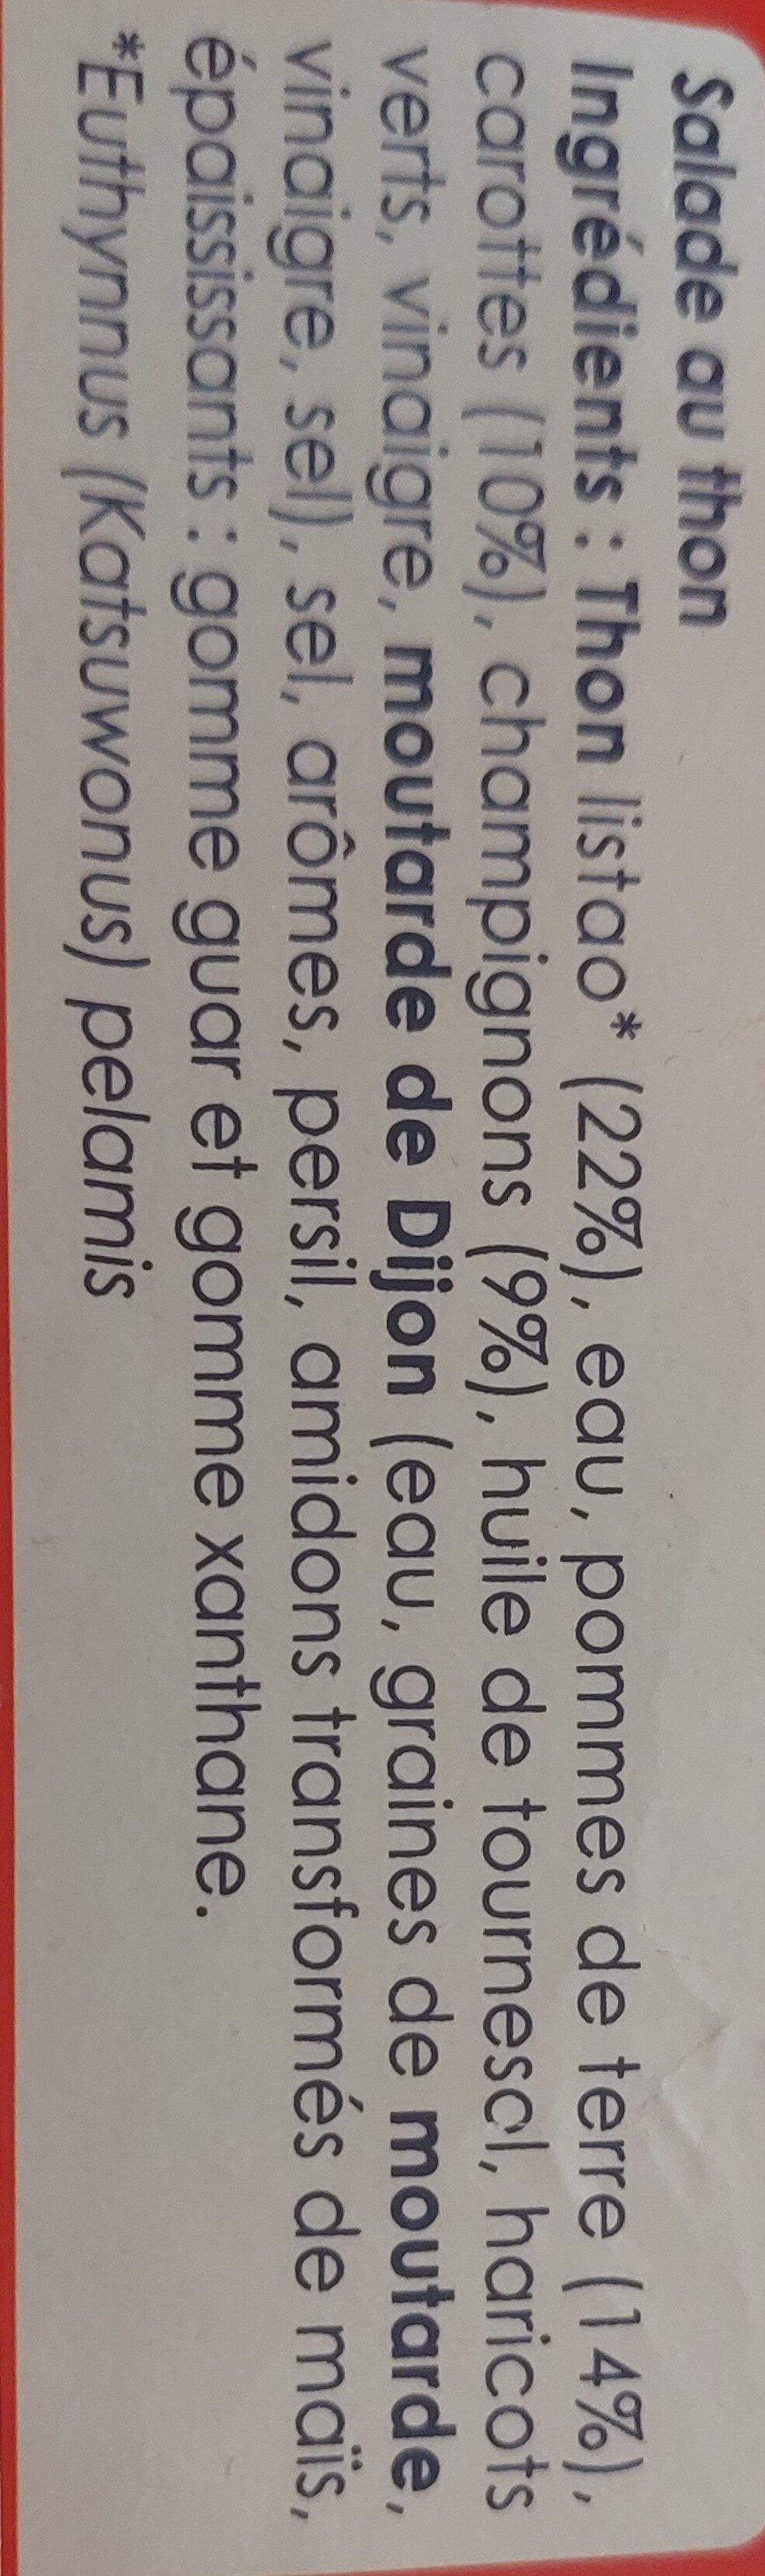 Salade au thon
Ingrédients : Thon listao* (22%), eau, pommes de terre (14%),
carottes (10%), champignons (9%), huile de tournesol, haricots
verts, vinaigre, moutarde de Dijon (eau, graines de moutarde,
vinaigre, sel), sel, arômes, persil, amidons transformés de maïs,
épaississants : gomme guar et gomme xanthane.
*Euthynnus (Katsuwonus) pelamis